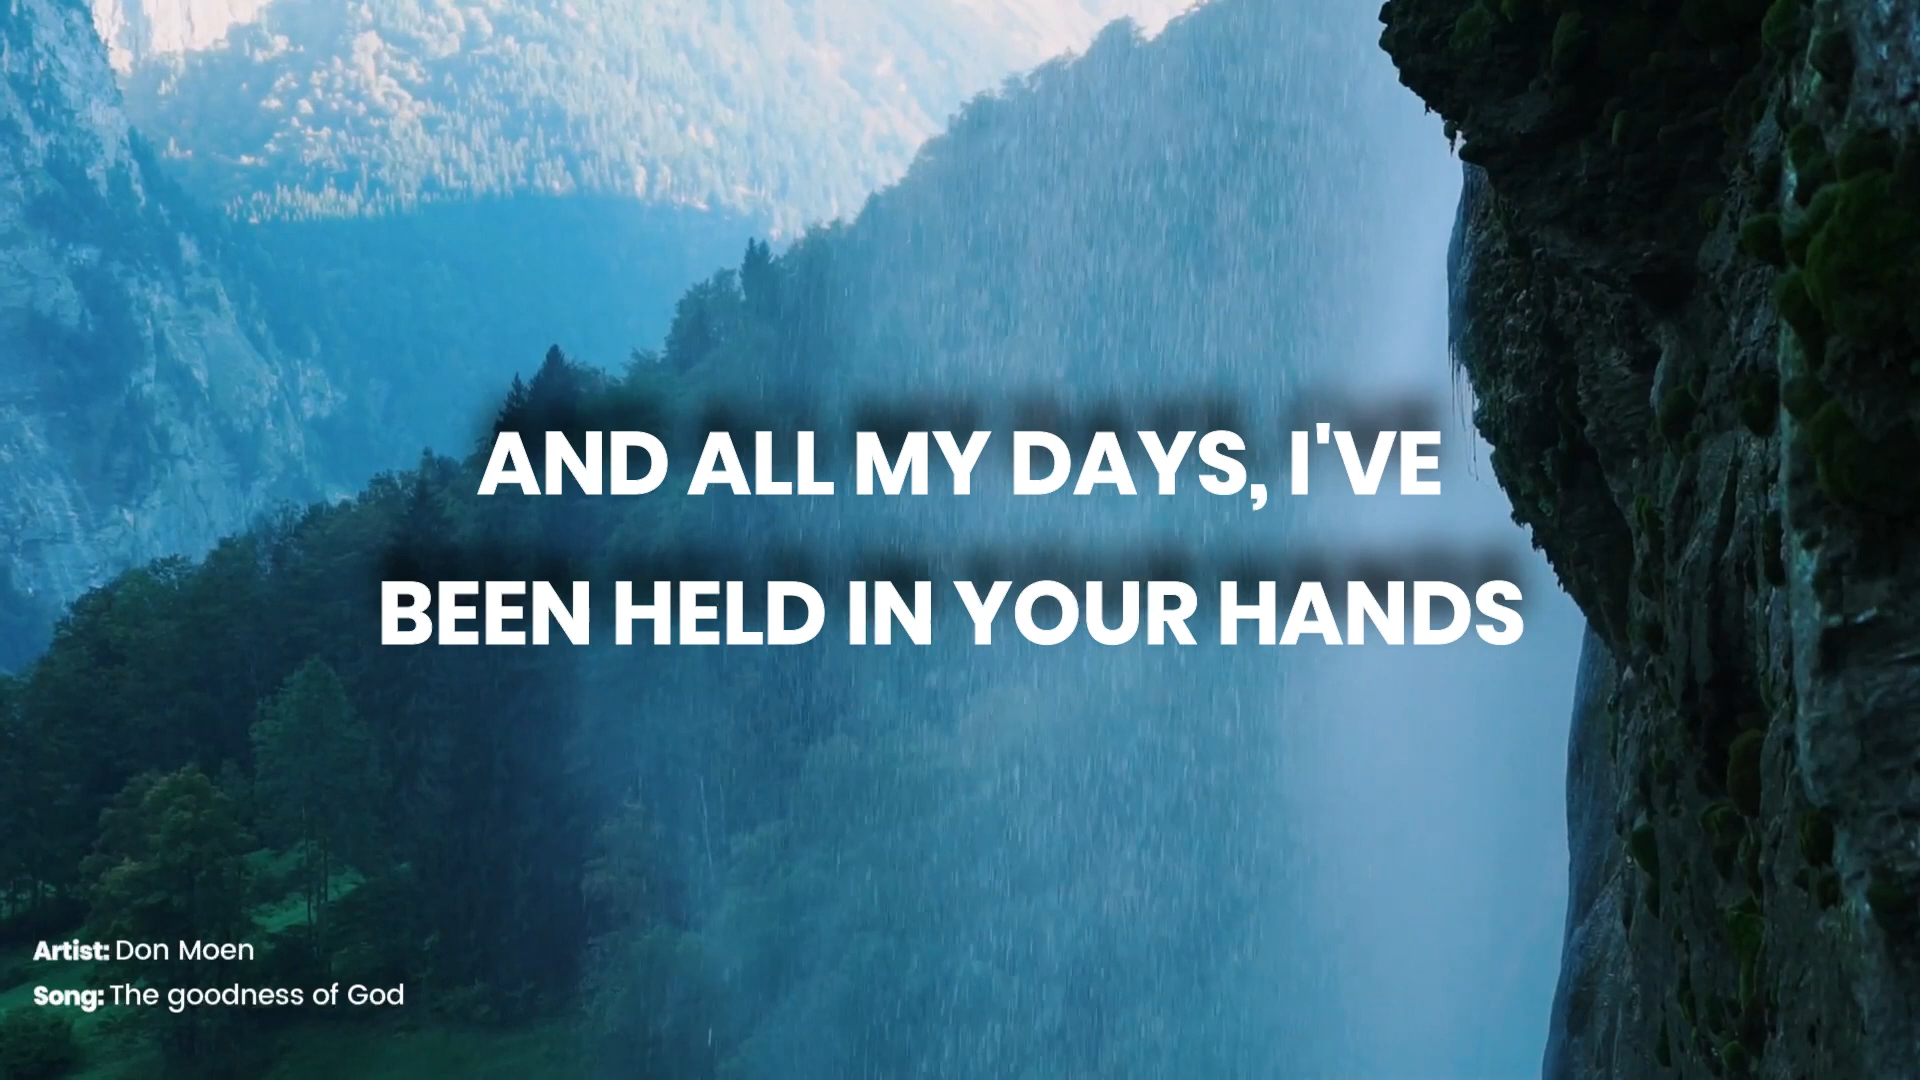 AND ALL MY DAYS, I'VE
BEEN HELD IN YOUR HANDS
Artist: Don Moen
Song: The goodness of God